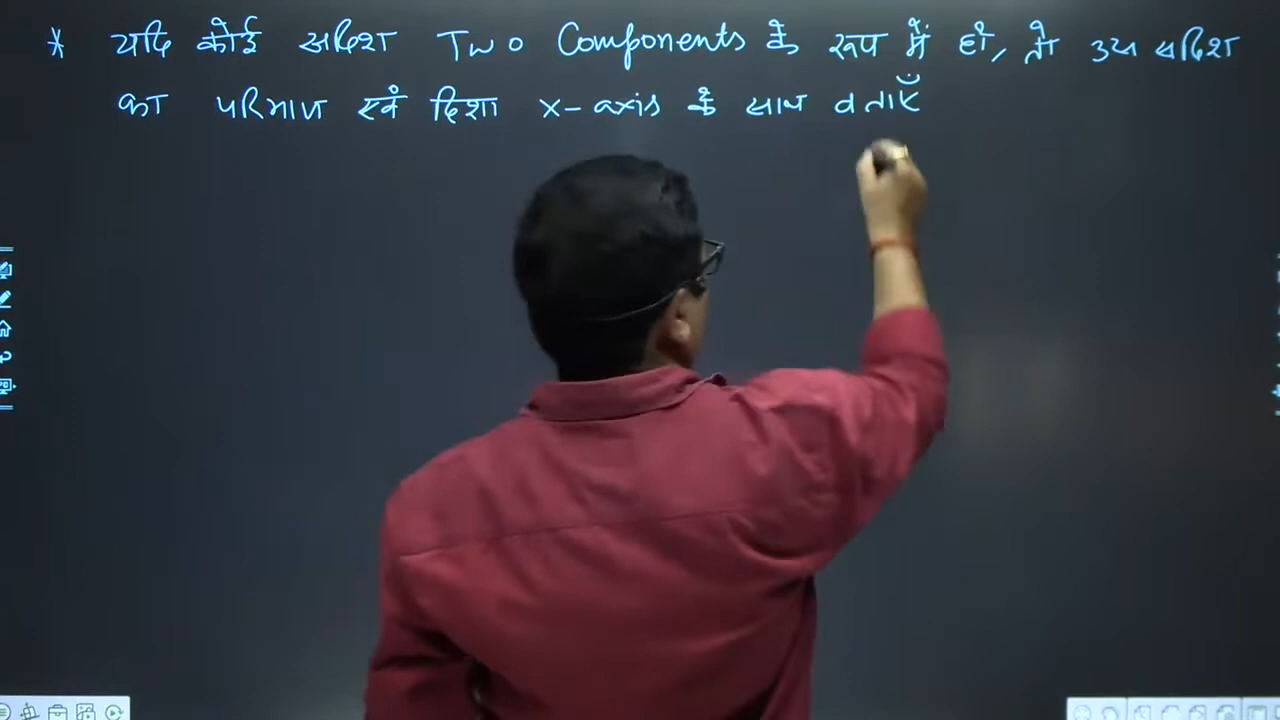 * यदि कोई सदिश Two Components के रूप में हो, तो उस सदिश
का परिमाण एवं दिशा x-axis के साथ बताएँ